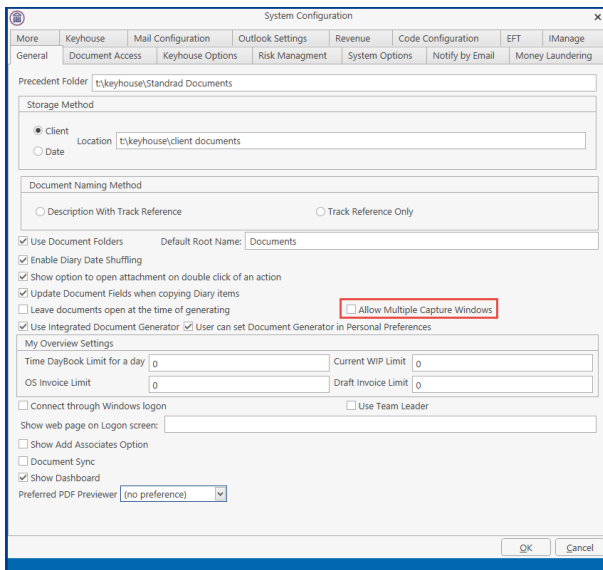 System Configuration
More Keyhouse Mail Configuration Outlook Settings Revenue Code Configuration EFT IManage
General Document Access Keyhouse Options Risk Managment System Options Notify by Email Money Laundering
Precedent Folder t:\keyhouse\Standrad Documents
Storage Method
Client
Location t:\keyhouse\client documents
Date
Document Naming Method
Description With Track Reference Track Reference Only
Use Document Folders Default Root Name: Documents
Enable Diary Date Shuffling
Show option to open attachment on double click of an action
Update Document Fields when copying Diary items
Leave documents open at the time of generating Allow Multiple Capture Windows
Use Integrated Document Generator User can set Document Generator in Personal Preferences
My Overview Settings
Time DayBook Limit for a day 0 Current WIP Limit 0
OS Invoice Limit 0 Draft Invoice Limit 0
Connect through Windows logon Use Team Leader
Show web page on Logon screen:
Show Add Associates Option
Document Sync
Show Dashboard
Preferred PDF Previewer (no preference)
OK Cancel